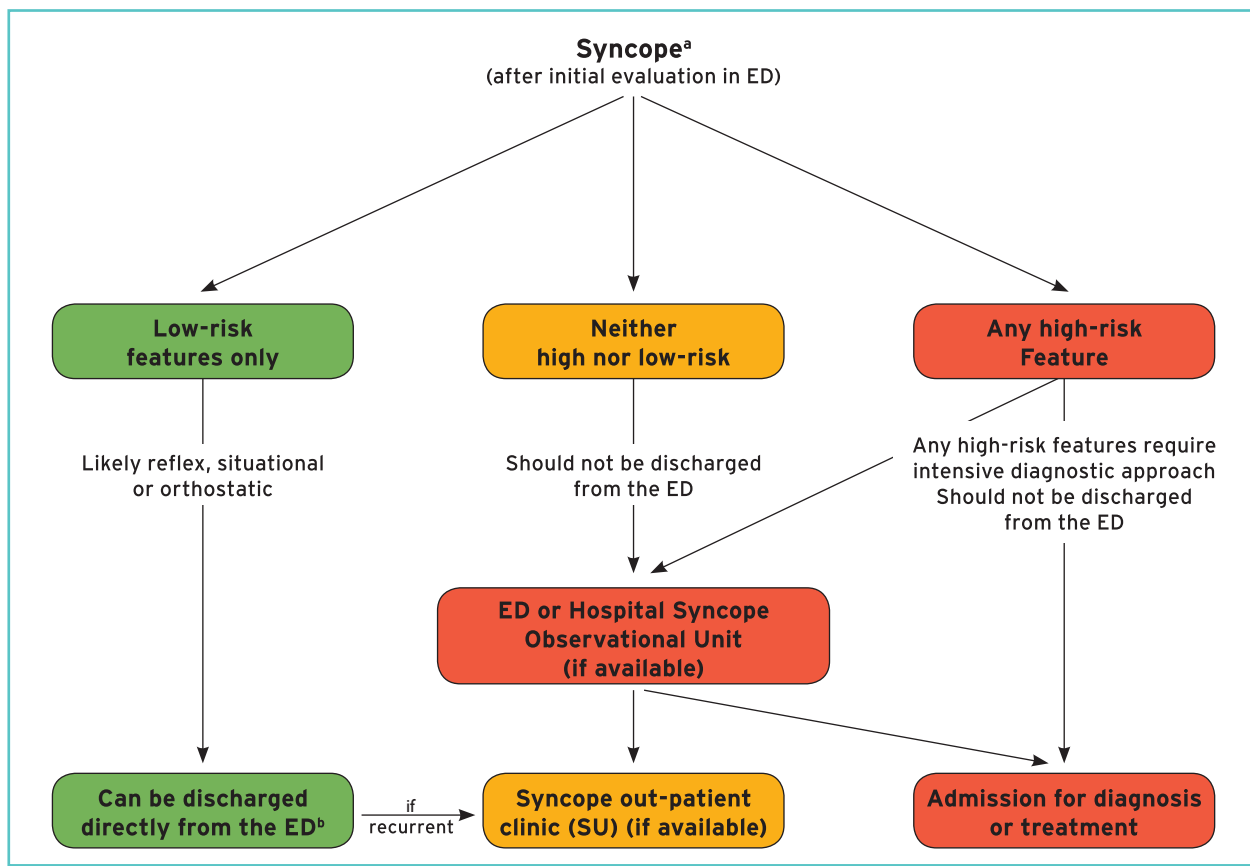 Syncopeᵃ
(after initial evaluation in ED)
Low-risk
features only
Neither
high nor low-risk
Any high-risk
Feature
Likely reflex, situational
or orthostatic
Should not be discharged
from the ED
Any high-risk features require
intensive diagnostic approach
Should not be discharged
from the ED
ED or Hospital Syncope
Observational Unit
(if available)
Can be discharged
directly from the EDᵇ
if
recurrent
Syncope out-patient
clinic (SU) (if available)
Admission for diagnosis
or treatment